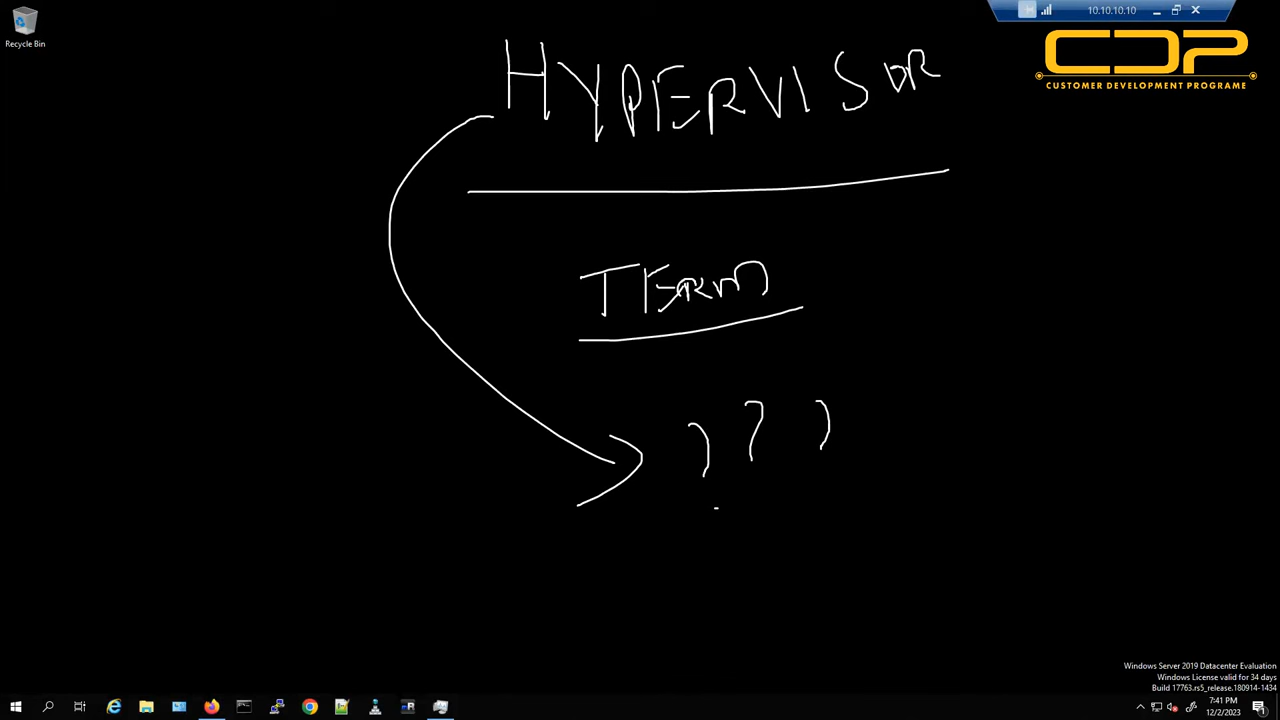 10.10.10.10
Recycle Bin
CDP
CUSTOMER DEVELOPMENT PROGRAME
HYPERVISOR
TERM
???
Windows Server 2019 Datacenter Evaluation
Windows License valid for 34 days
Build 17763.rs5_release.180914-1434
7:41 PM
12/2/2023